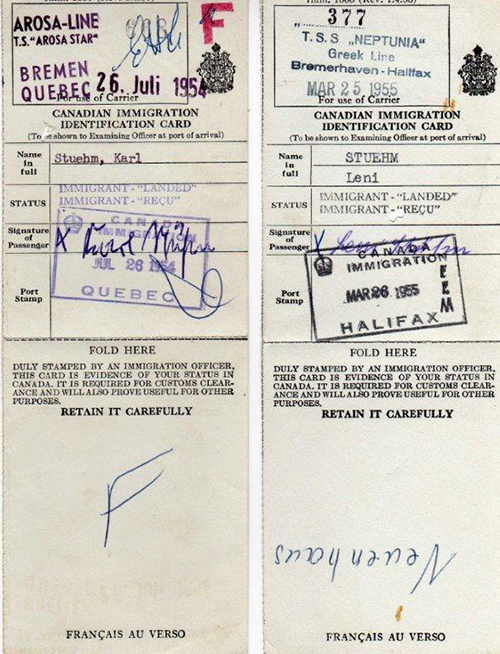 AROSA-LINE
T.S. "AROSA STAR"
F
BREMEN
QUEBEC 26. Juli 1954
For use of Carrier
CANADIAN IMMIGRATION
IDENTIFICATION CARD
(To be shown to Examining Officer at port of arrival)
Name in full
Stuehm, Karl
STATUS
IMMIGRANT-"LANDED"
IMMIGRANT-"REÇU"
Signature of Passenger
X Karl Stühm
Port Stamp
CANADA
IMMIGRATION
JUL 26 1954
QUEBEC
FOLD HERE
DULY STAMPED BY AN IMMIGRATION OFFICER,
THIS CARD IS EVIDENCE OF YOUR STATUS IN
CANADA. IT IS REQUIRED FOR CUSTOMS CLEAR-
ANCE AND WILL ALSO PROVE USEFUL FOR OTHER
PURPOSES.
RETAIN IT CAREFULLY
F
FRANÇAIS AU VERSO
377
T.S.S „NEPTUNIA"
Greek Line
Bremerhaven - Halifax
MAR 25 1955
For use of Carrier
CANADIAN IMMIGRATION
IDENTIFICATION CARD
(To be shown to Examining Officer at port of arrival)
Name in full
STUEHM
Leni
STATUS
IMMIGRANT-"LANDED"
IMMIGRANT-"REÇU"
Signature of Passenger
X Leni Stühm
Port Stamp
CANADA
IMMIGRATION
MAR 26 1955
HALIFAX
FOLD HERE
DULY STAMPED BY AN IMMIGRATION OFFICER,
THIS CARD IS EVIDENCE OF YOUR STATUS IN
CANADA. IT IS REQUIRED FOR CUSTOMS CLEAR-
ANCE AND WILL ALSO PROVE USEFUL FOR OTHER
PURPOSES.
RETAIN IT CAREFULLY
Neuenhaus
FRANÇAIS AU VERSO